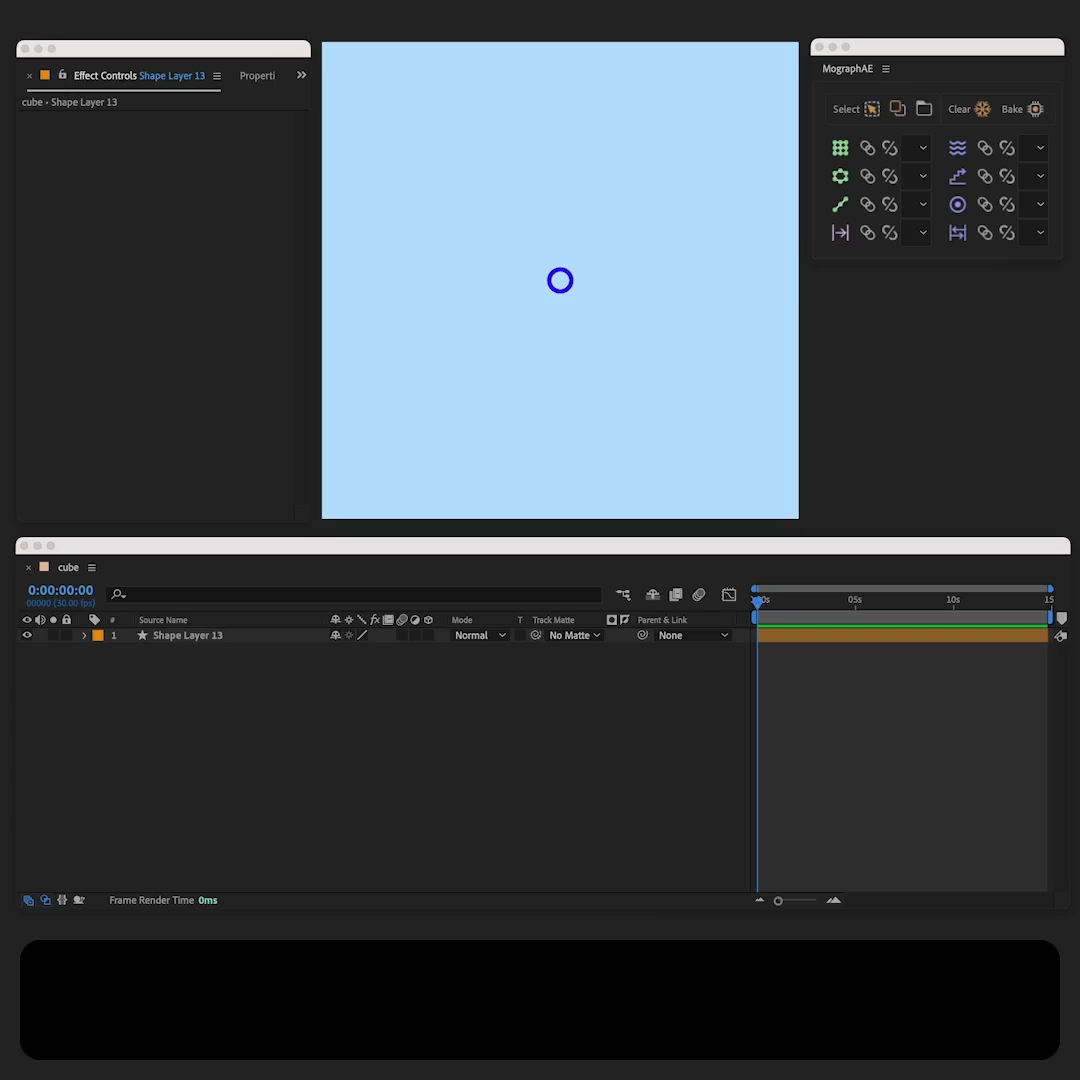 Effect Controls Shape Layer 13 Properti
cube • Shape Layer 13
MographAE
Select Clear Bake
cube
0:00:00:00
00000 (30.00 fps)
05s 10s 15
# Source Name Mode T Track Matte Parent & Link
1 Shape Layer 13 Normal No Matte None
Frame Render Time 0ms